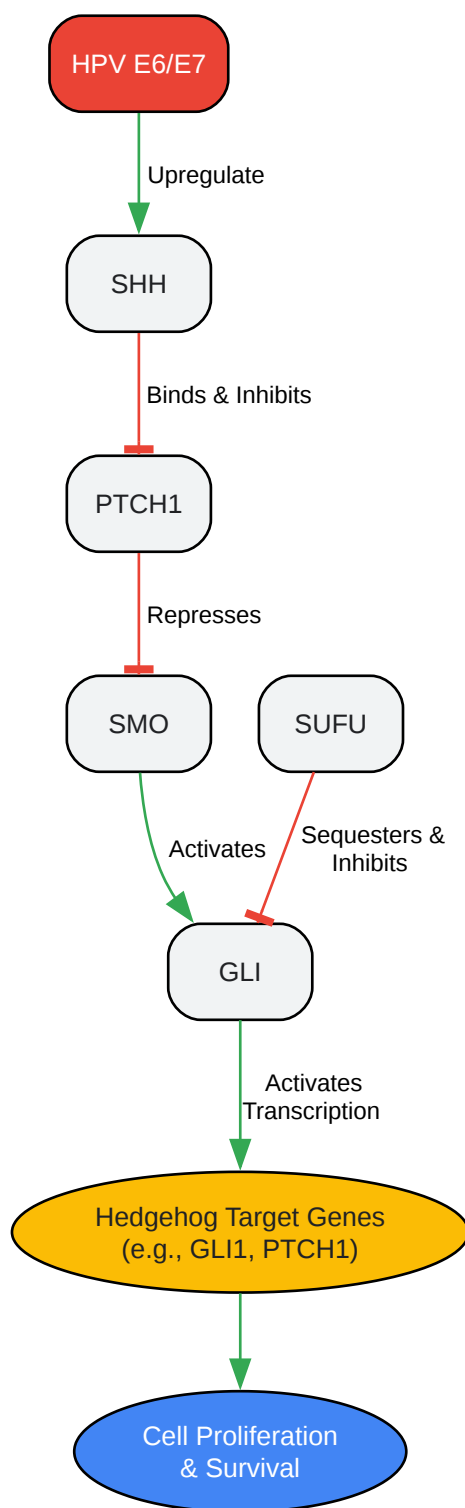 HPV E6/E7
Upregulate
SHH
Binds & Inhibits
PTCH1
Represses
SMO
SUFU
Activates
Sequesters &
Inhibits
GLI
Activates
Transcription
Hedgehog Target Genes
(e.g., GLI1, PTCH1)
Cell Proliferation
& Survival